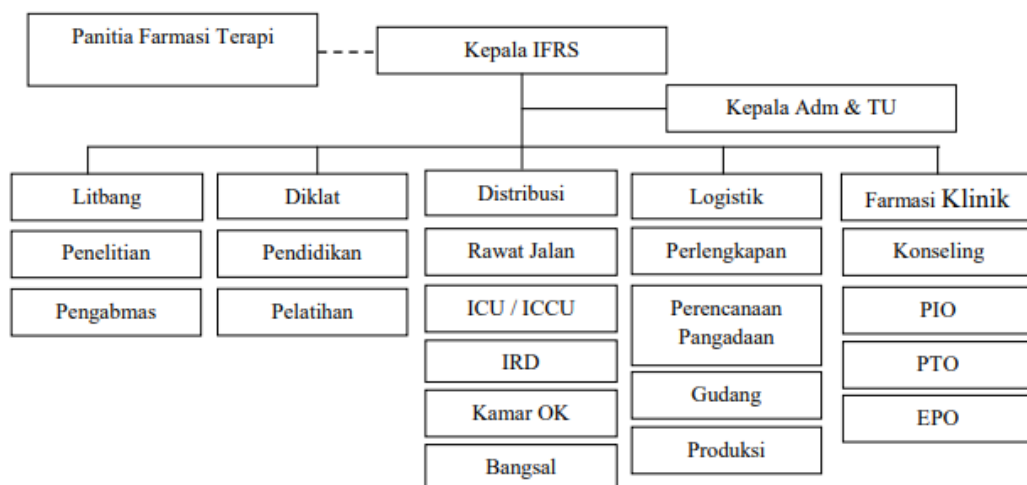 Panitia Farmasi Terapi
Kepala IFRS
Kepala Adm & TU
Litbang
Penelitian
Pengabmas
Diklat
Pendidikan
Pelatihan
Distribusi
Rawat Jalan
ICU / ICCU
IRD
Kamar OK
Bangsal
Logistik
Perlengkapan
Perencanaan
Pangadaan
Gudang
Produksi
Farmasi Klinik
Konseling
PIO
PTO
EPO